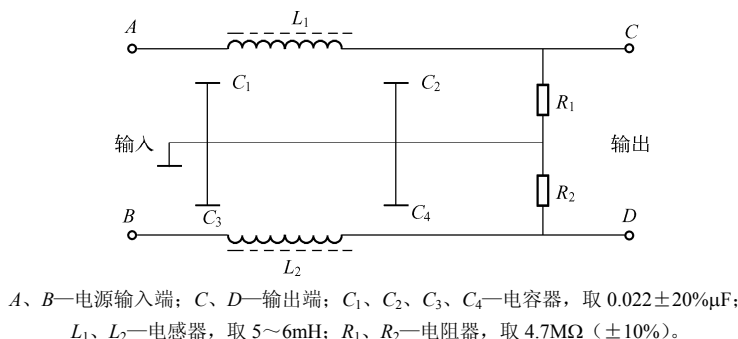 L₁
A
C
C₁
C₂
R₁
输入
输出
R₂
B
C₃
C₄
D
L₂
A、B—电源输入端；C、D—输出端；C₁、C₂、C₃、C₄—电容器，取 0.022±20%μF；
L₁、L₂—电感器，取 5～6mH；R₁、R₂—电阻器，取 4.7MΩ（±10%）。